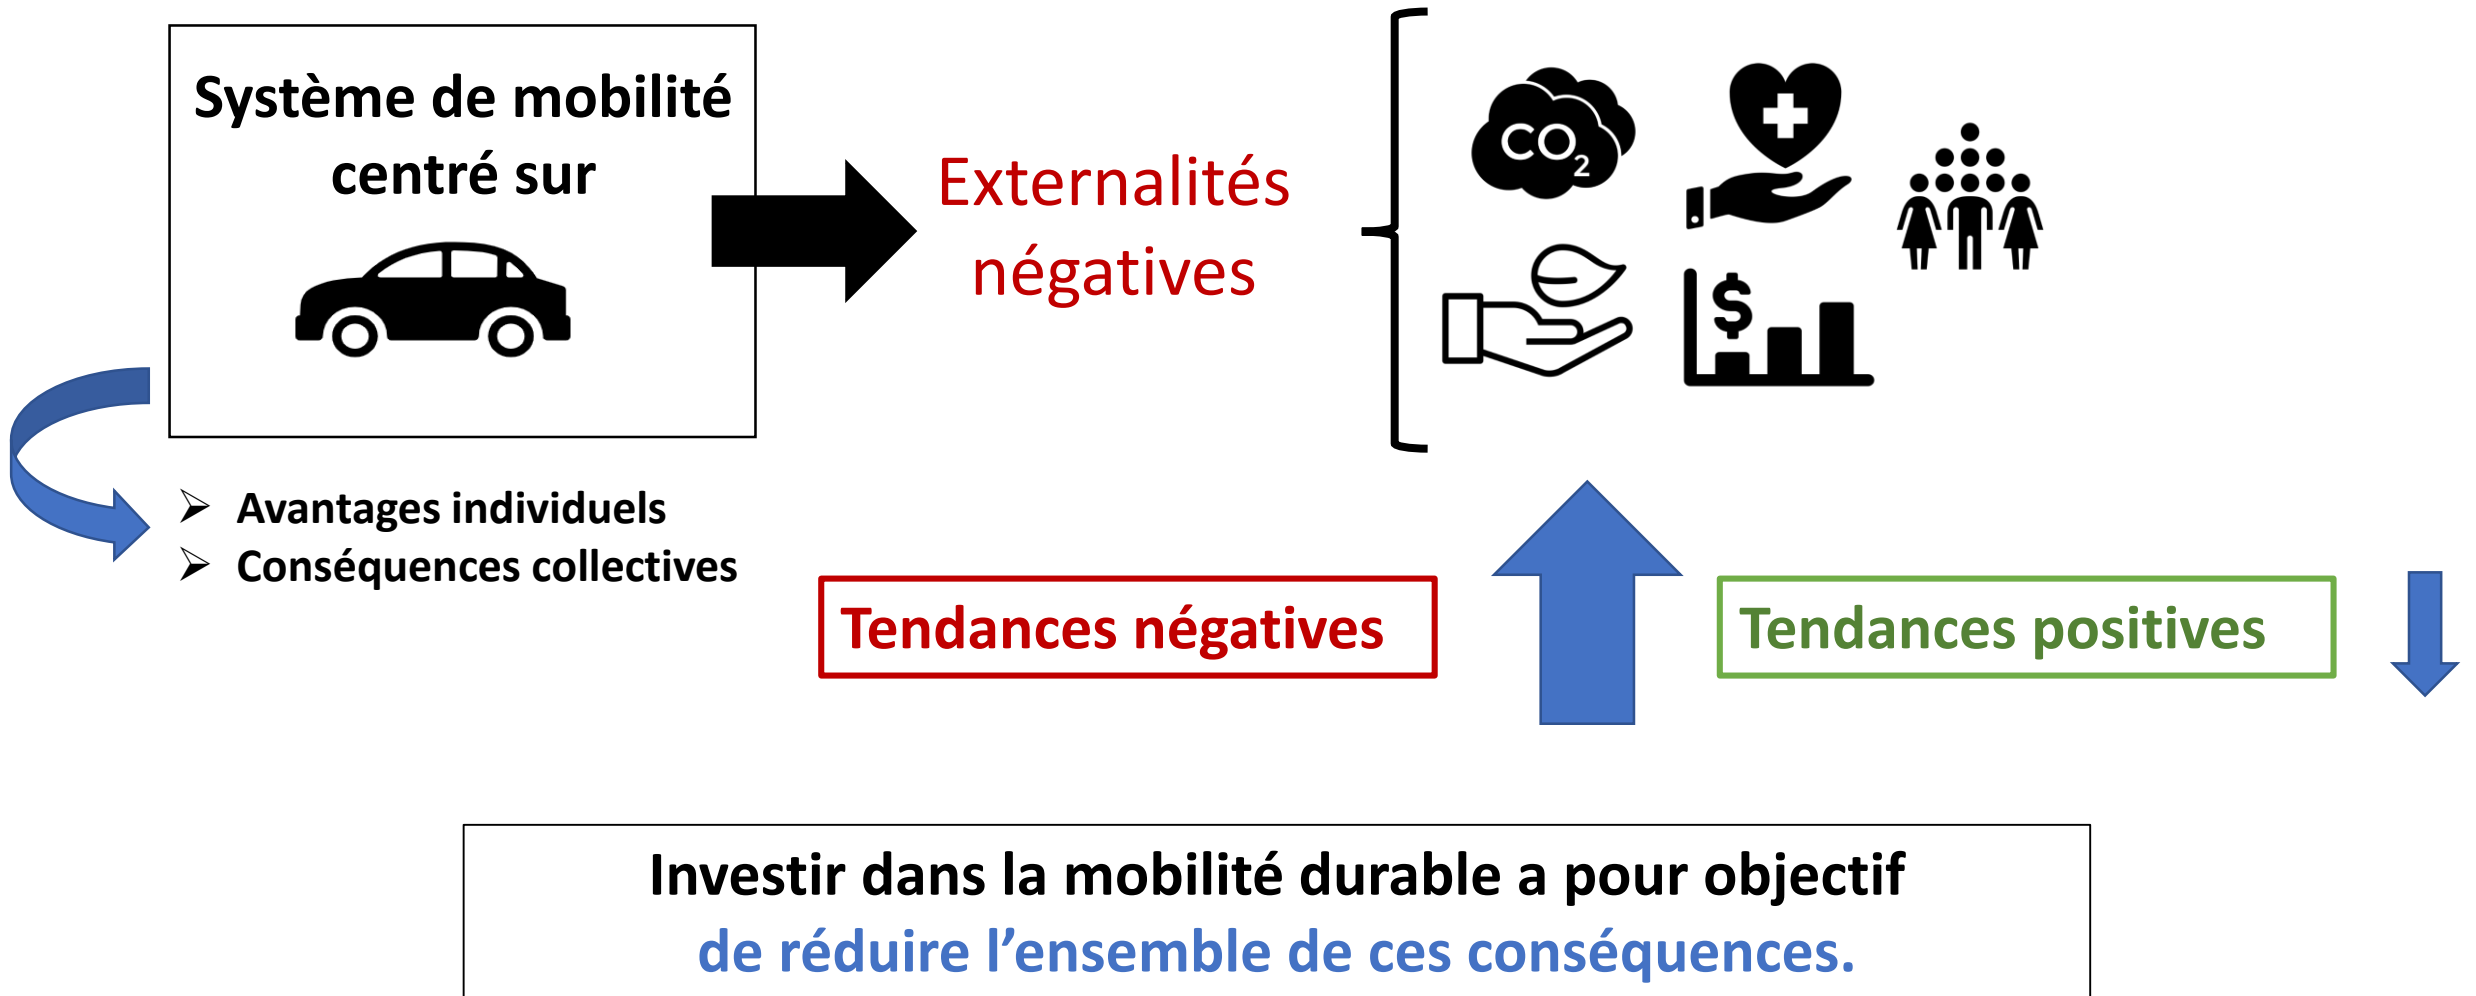 Système de mobilité
centré sur
Externalités
négatives
CO2
$
➢ Avantages individuels
➢ Conséquences collectives
Tendances négatives
Tendances positives
Investir dans la mobilité durable a pour objectif
de réduire l’ensemble de ces conséquences.